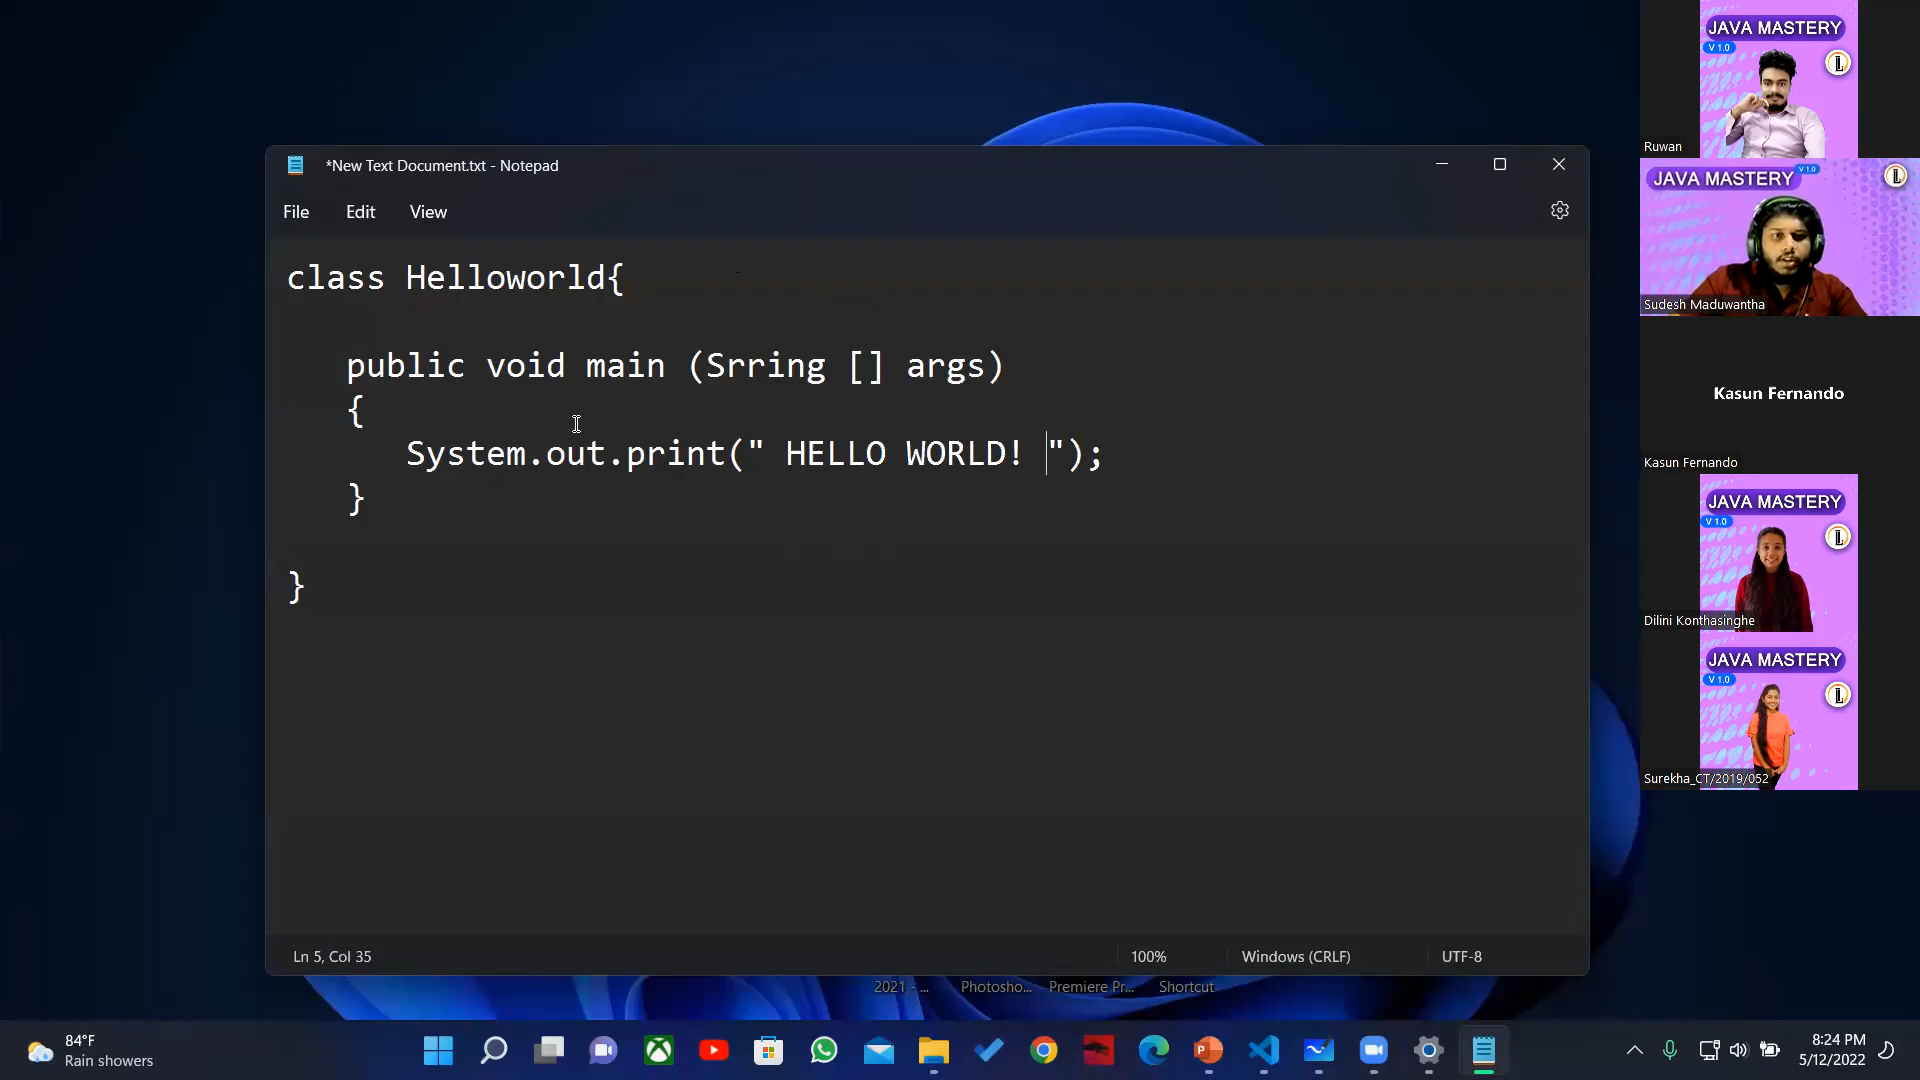 *New Text Document.txt - Notepad
File Edit View
class Helloworld{
public void main (Srring [] args)
{
System.out.print(" HELLO WORLD! ");
}
}
Ln 5, Col 35
100%
Windows (CRLF)
UTF-8
2021 - ...
Photosho...
Premiere Pr...
Shortcut
84°F
Rain showers
8:24 PM
5/12/2022
JAVA MASTERY
V 1.0
Ruwan
JAVA MASTERY
V 1.0
Sudesh Maduwantha
Kasun Fernando
Kasun Fernando
JAVA MASTERY
V 1.0
Dilini Konthasinghe
JAVA MASTERY
V 1.0
Surekha_CT/2019/052